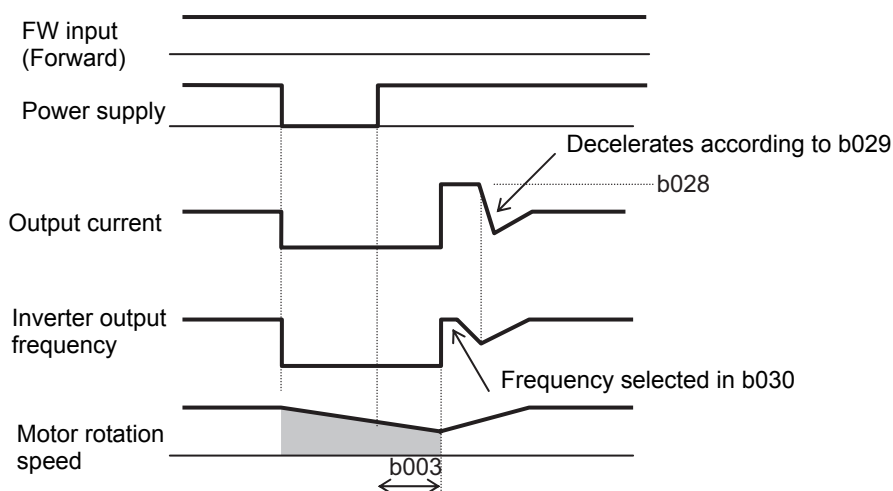 FW input
(Forward)
Power supply
Decelerates according to b029
b028
Output current
Inverter output
frequency
Frequency selected in b030
Motor rotation
speed
b003